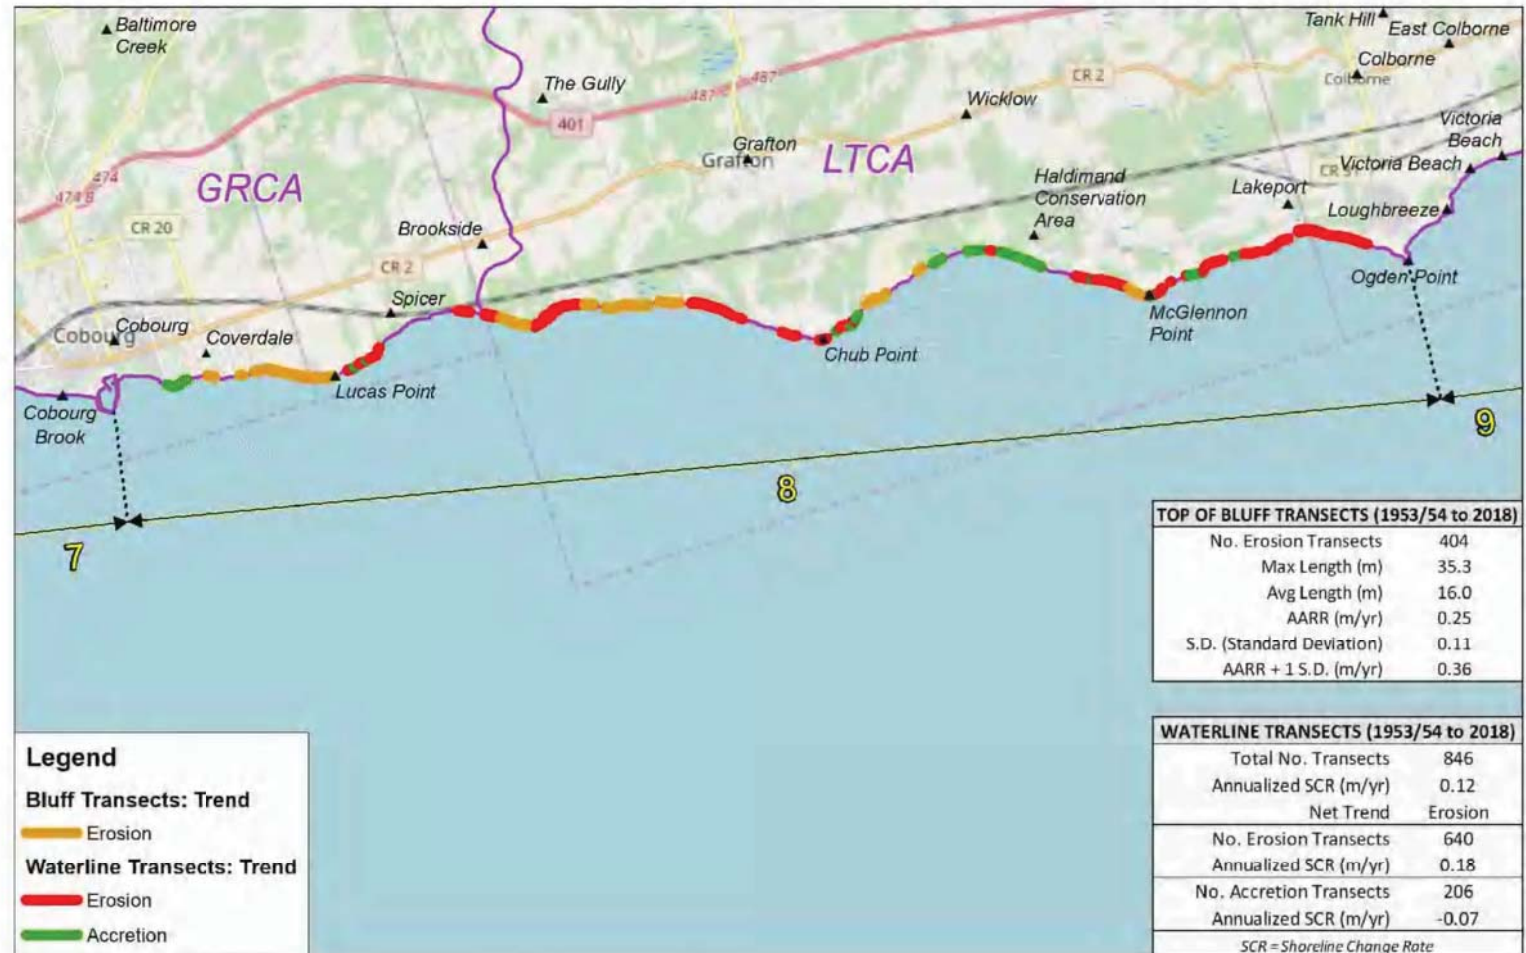 Baltimore
Creek
Tank Hill
East Colborne
Colborne
Colborne
The Gully
CR 2
487
487
401
Wicklow
Victoria
Beach
Grafton
Grafton
LTCA
Victoria Beach
474
474 B
GRCA
Haldimand
Conservation
Area
Lakeport
Loughbreeze
CR 20
Brookside
CR 2
Ogden Point
Spicer
McGlennon
Point
Cobourg
Cobourg
Coverdale
Chub Point
Lucas Point
Cobourg
Brook
7
8
9
TOP OF BLUFF TRANSECTS (1953/54 to 2018)
No. Erosion Transects 404
Max Length (m) 35.3
Avg Length (m) 16.0
AARR (m/yr) 0.25
S.D. (Standard Deviation) 0.11
AARR + 1 S.D. (m/yr) 0.36
WATERLINE TRANSECTS (1953/54 to 2018)
Total No. Transects 846
Annualized SCR (m/yr) 0.12
Net Trend Erosion
No. Erosion Transects 640
Annualized SCR (m/yr) 0.18
No. Accretion Transects 206
Annualized SCR (m/yr) -0.07
SCR = Shoreline Change Rate
Legend
Bluff Transects: Trend
Erosion
Waterline Transects: Trend
Erosion
Accretion